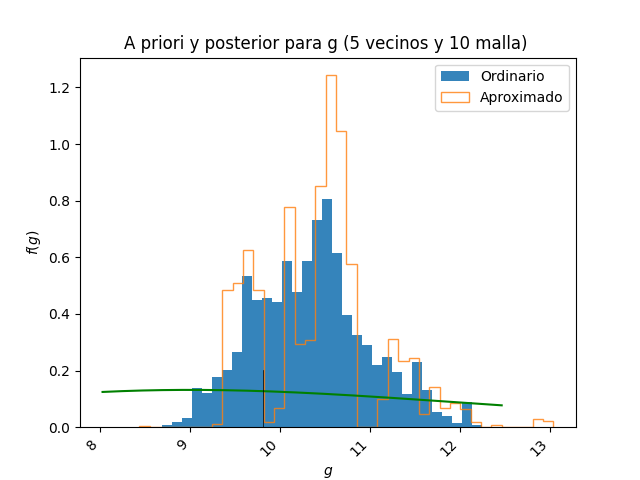 A priori y posterior para g (5 vecinos y 10 malla)
Ordinario
Aproximado
f(g)
1.2
1.0
0.8
0.6
0.4
0.2
0.0
8
9
10
11
12
13
g